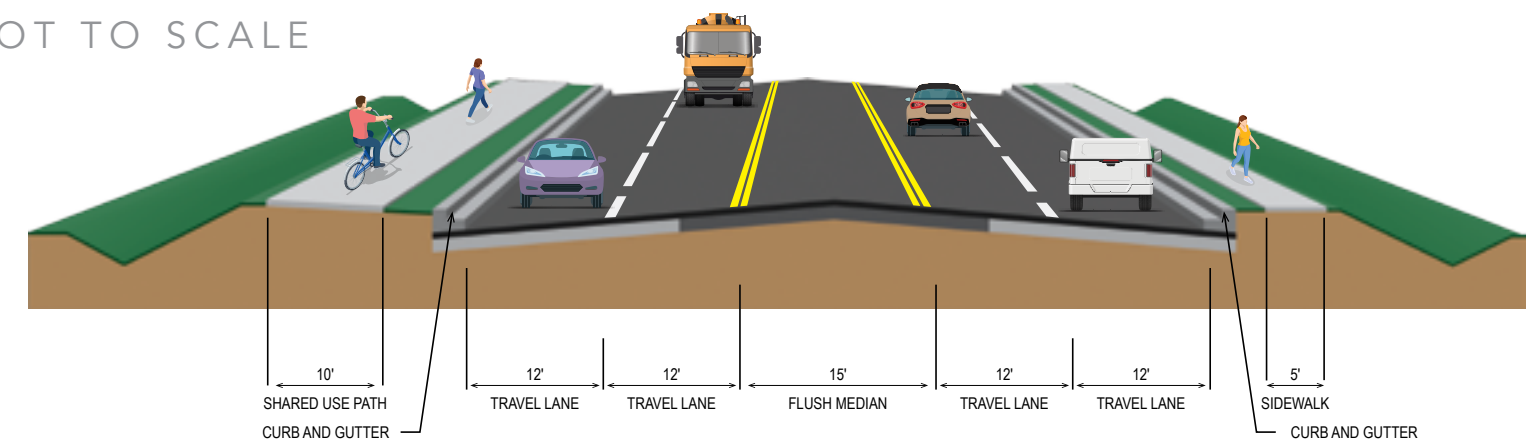 OT TO SCALE
10' 12' 12' 15' 12' 12' 5'
SHARED USE PATH TRAVEL LANE TRAVEL LANE FLUSH MEDIAN TRAVEL LANE TRAVEL LANE SIDEWALK
CURB AND GUTTER CURB AND GUTTER